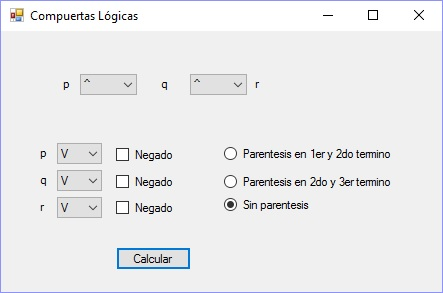 Compuertas Lógicas
p ^ q ^ r
p V Negado Parentesis en 1er y 2do termino
q V Negado Parentesis en 2do y 3er termino
r V Negado Sin parentesis
Calcular